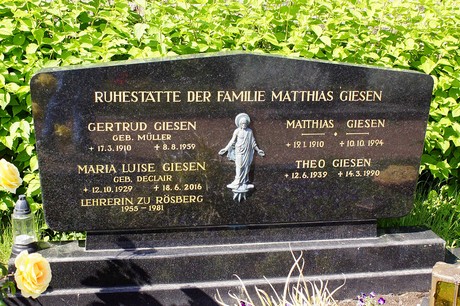 RUHESTÄTTE DER FAMILIE MATTHIAS GIESEN
GERTRUD GIESEN
GEB. MÜLLER
* 17.3.1910 + 8.8.1959
MARIA LUISE GIESEN
GEB. DECLAIR
* 12.10.1929 + 18.6.2016
LEHRERIN ZU RÖSBERG
1955 - 1981
MATTHIAS GIESEN
* 12.1.1910 + 10.10.1994
THEO GIESEN
* 12.6.1939 + 14.3.1990